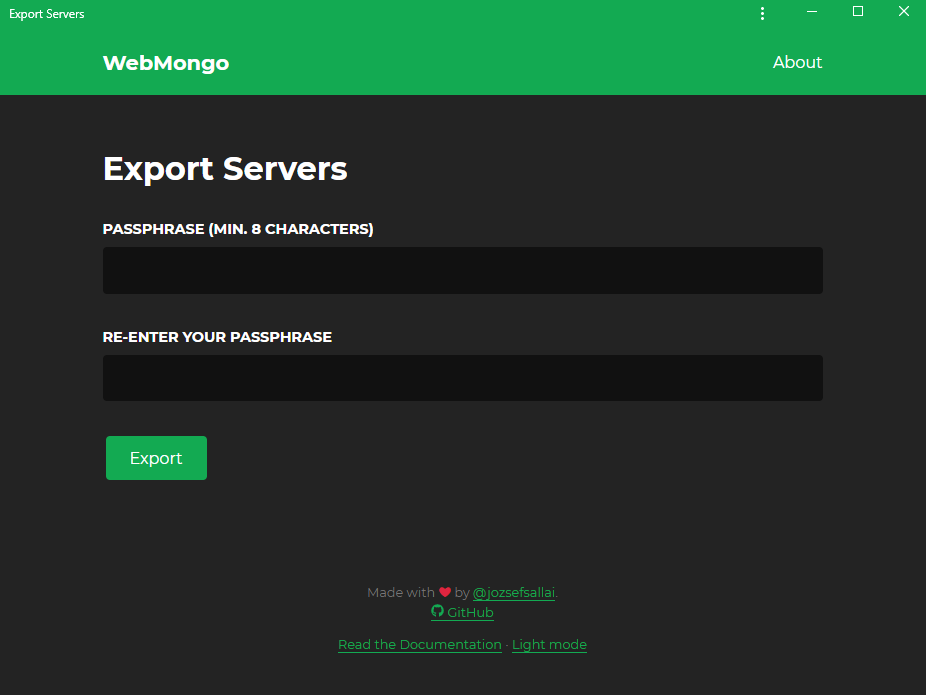 Export Servers
WebMongo
About
Export Servers
PASSPHRASE (MIN. 8 CHARACTERS)
RE-ENTER YOUR PASSPHRASE
Export
Made with ❤ by @jozsefsallai.
GitHub
Read the Documentation · Light mode